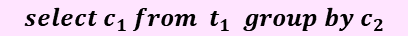 select c₁ from t₁ group by c₂